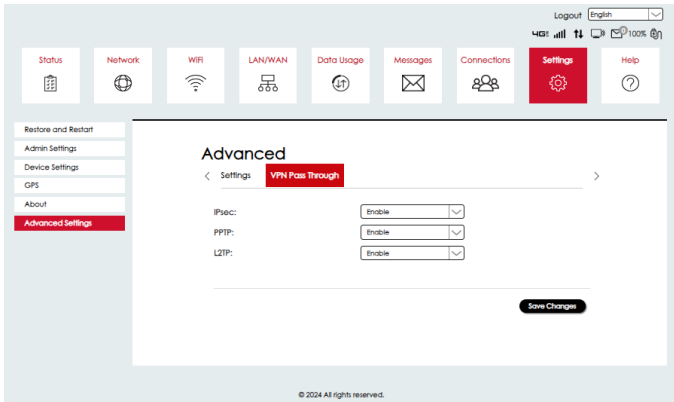 Logout English
4G 100%
Status Network WiFi LAN/WAN Data Usage Messages Connections Settings Help
Restore and Restart
Admin Settings
Device Settings
GPS
About
Advanced Settings
Advanced
Settings VPN Pass Through
IPsec: Enable
PPTP: Enable
L2TP: Enable
Save Changes
© 2024 All rights reserved.